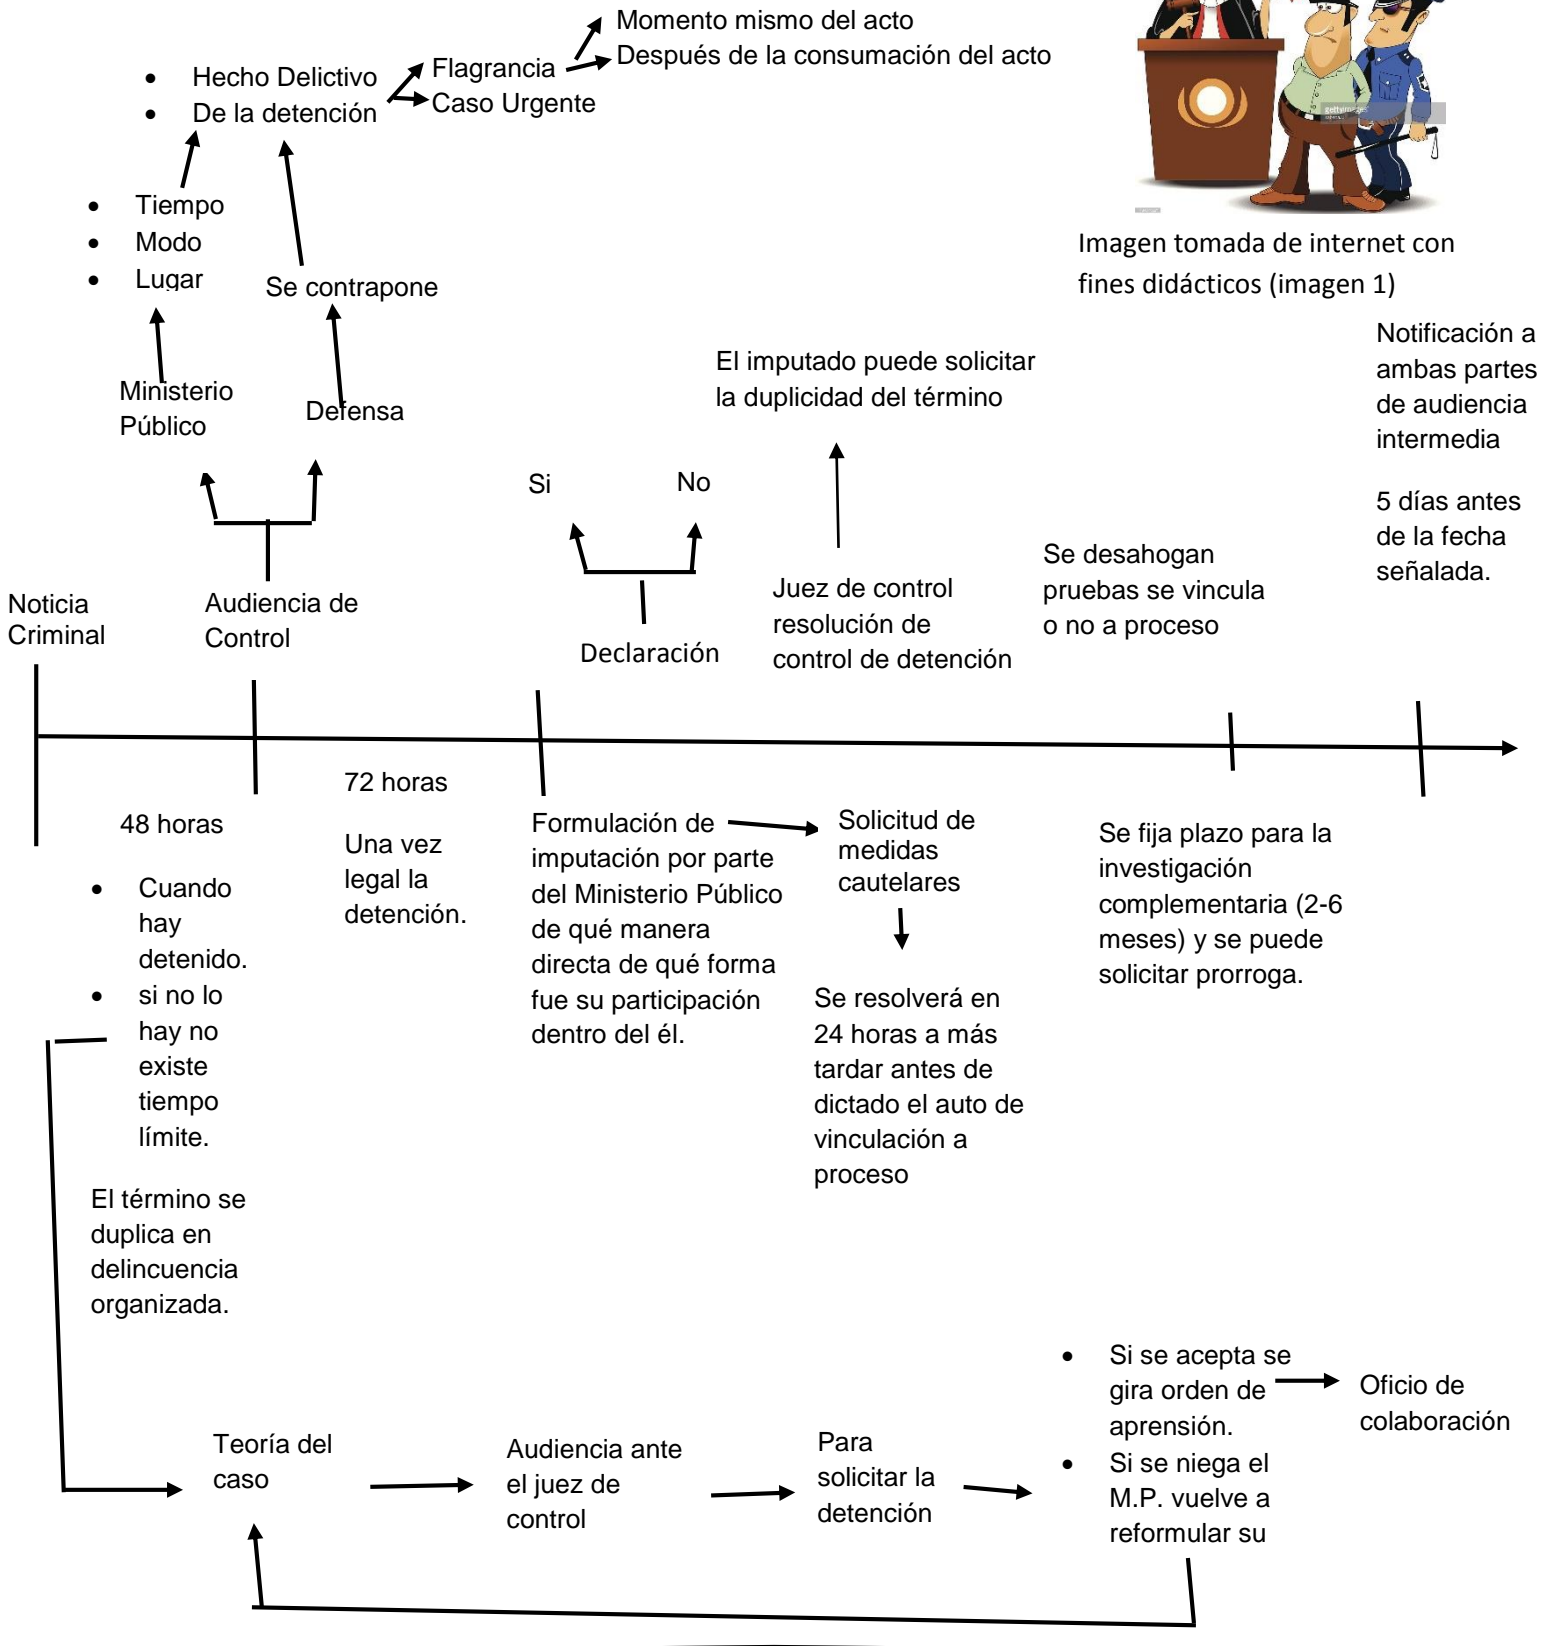 Momento mismo del acto
Después de la consumación del acto
• Hecho Delictivo
• De la detención
Flagrancia
Caso Urgente
gettyimages
• Tiempo
• Modo
• Lugar
Se contrapone
Imagen tomada de internet con
fines didácticos (imagen 1)
Ministerio
Público
Defensa
El imputado puede solicitar
la duplicidad del término
Notificación a
ambas partes
de audiencia
intermedia
5 días antes
de la fecha
señalada.
Si
No
Noticia
Criminal
Audiencia de
Control
Declaración
Juez de control
resolución de
control de detención
Se desahogan
pruebas se vincula
o no a proceso
48 horas
• Cuando
hay
detenido.
• si no lo
hay no
existe
tiempo
límite.
El término se
duplica en
delincuencia
organizada.
72 horas
Una vez
legal la
detención.
Formulación de
imputación por parte
del Ministerio Público
de qué manera
directa de qué forma
fue su participación
dentro del él.
Solicitud de
medidas
cautelares
Se resolverá en
24 horas a más
tardar antes de
dictado el auto de
vinculación a
proceso
Se fija plazo para la
investigación
complementaria (2-6
meses) y se puede
solicitar prorroga.
Teoría del
caso
Audiencia ante
el juez de
control
Para
solicitar la
detención
• Si se acepta se
gira orden de
aprensión.
• Si se niega el
M.P. vuelve a
reformular su
Oficio de
colaboración